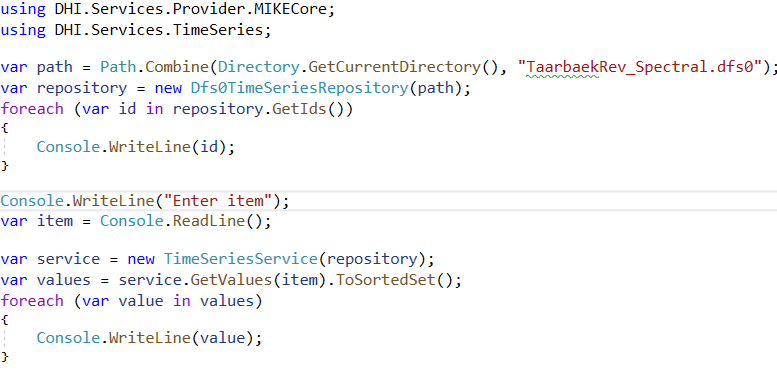 using DHI.Services.Provider.MIKECore;
using DHI.Services.TimeSeries;
var path = Path.Combine(Directory.GetCurrentDirectory(), "TaarbaekRev_Spectral.dfs0");
var repository = new Dfs0TimeSeriesRepository(path);
foreach (var id in repository.GetIds())
{
    Console.WriteLine(id);
}
Console.WriteLine("Enter item");
var item = Console.ReadLine();
var service = new TimeSeriesService(repository);
var values = service.GetValues(item).ToSortedSet();
foreach (var value in values)
{
    Console.WriteLine(value);
}